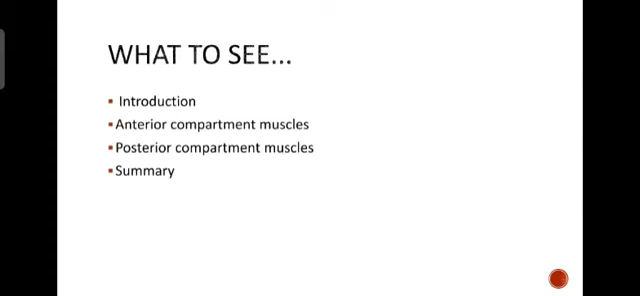 WHAT TO SEE...
Introduction
Anterior compartment muscles
Posterior compartment muscles
Summary